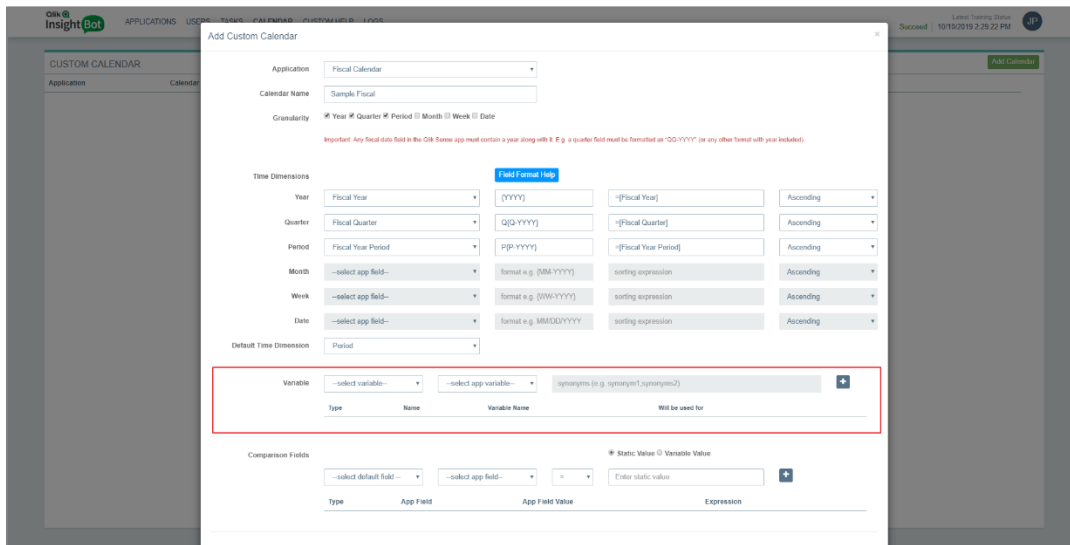 Qlik
Insight Bot
APPLICATIONS USERS TASKS CALENDAR CUSTOM HELP LOGS
Latest Training Status
Succeed | 10/10/2019 2:29:22 PM
JP
CUSTOM CALENDAR
Add Calendar
Application Calendar
Add Custom Calendar ×
Application Fiscal Calendar
Calendar Name Sample Fiscal
Granularity Year Quarter Period Month Week Date
Important: Any fiscal date field in the Qlik Sense app must contain a year along with it. E.g. a quarter field must be formatted as "QQ-YYYY" (or any other format with year included).
Time Dimensions Field Format Help
Year Fiscal Year {YYYY} =[Fiscal Year] Ascending
Quarter Fiscal Quarter Q{Q-YYYY} =[Fiscal Quarter] Ascending
Period Fiscal Year Period P{P-YYYY} =[Fiscal Year Period] Ascending
Month --select app field-- format e.g. {MM-YYYY} sorting expression Ascending
Week --select app field-- format e.g. {WW-YYYY} sorting expression Ascending
Date --select app field-- format e.g. MM/DD/YYYY sorting expression Ascending
Default Time Dimension Period
Variable --select variable-- --select app variable-- synonyms (e.g. synonym1,synonyms2) +
Type Name Variable Name Will be used for
Comparison Fields Static Value Variable Value
--select default field -- --select app field-- = Enter static value +
Type App Field App Field Value Expression